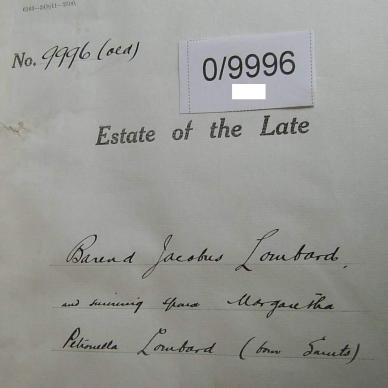 No. 9996 (old)
0/9996
Estate of the Late
Barend Jacobus Lombard,
and surviving spouse Margaretha
Petronella Lombard (born Smuts)